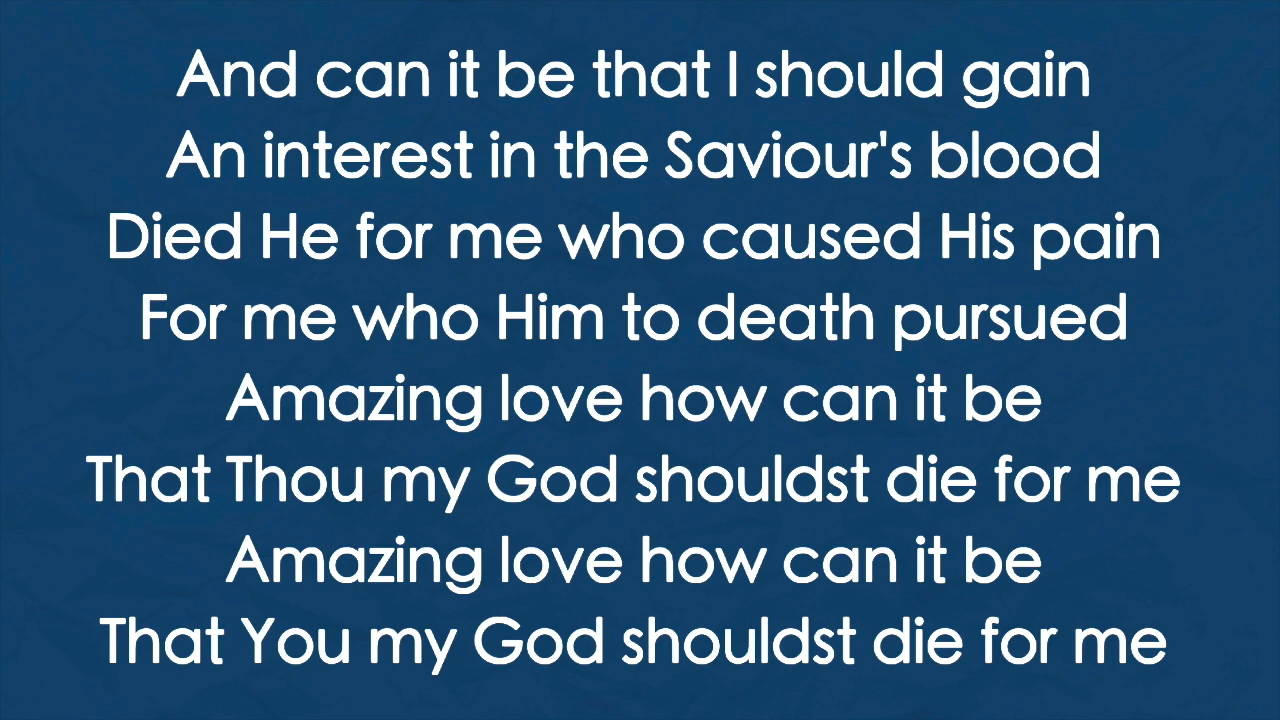 And can it be that I should gain
An interest in the Saviour's blood
Died He for me who caused His pain
For me who Him to death pursued
Amazing love how can it be
That Thou my God shouldst die for me
Amazing love how can it be
That You my God shouldst die for me